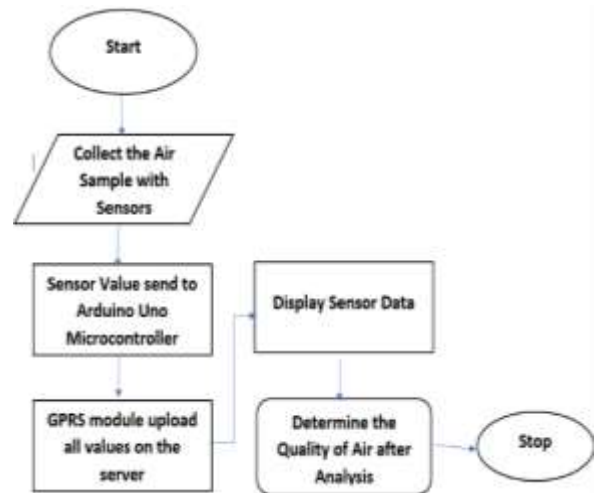 Start
Collect the Air
Sample with
Sensors
Sensor Value send to
Arduino Uno
Microcontroller
GPRS module upload
all values on the
server
Display Sensor Data
Determine the
Quality of Air after
Analysis
Stop